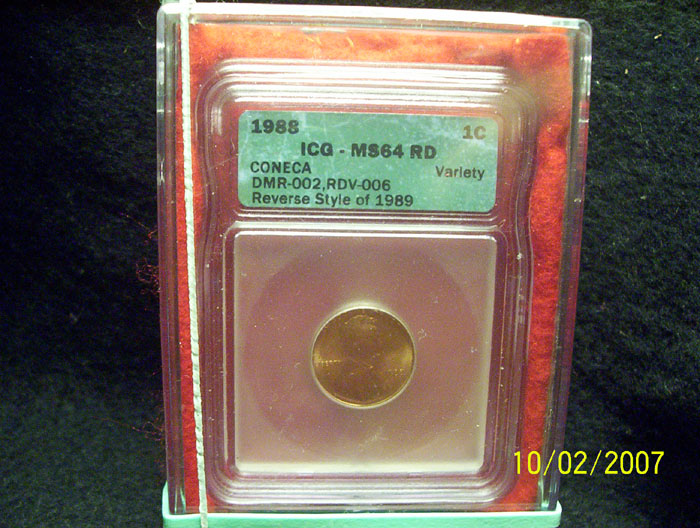 1988 1C
ICG - MS64 RD
CONECA Variety
DMR-002,RDV-006
Reverse Style of 1989
10/02/2007